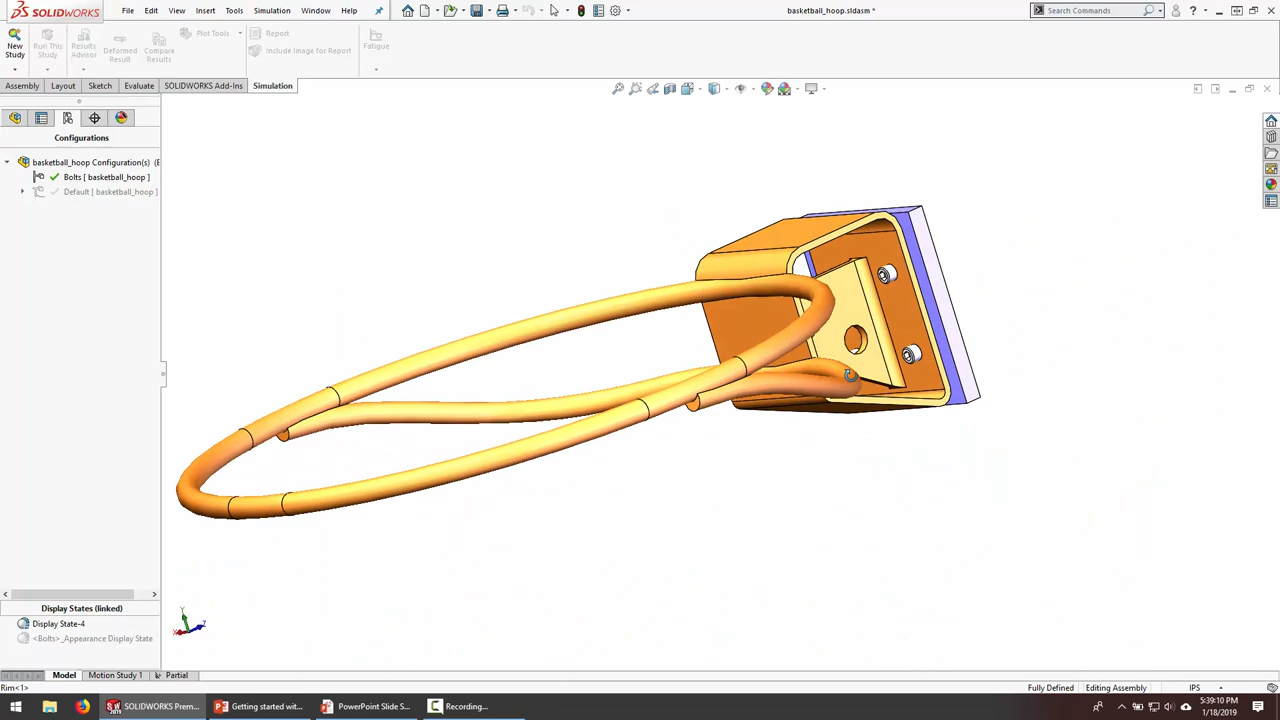 SOLIDWORKS
File Edit View Insert Tools Simulation Window Help
basketball_hoop.sldasm *
Search Commands
New Study
Run This Study
Results Advisor
Deformed Result
Compare Results
Plot Tools
Report
Include Image for Report
Fatigue
Assembly Layout Sketch Evaluate SOLIDWORKS Add-Ins Simulation
Configurations
basketball_hoop Configuration(s) (E
Bolts [ basketball_hoop ]
Default [ basketball_hoop ]
Y
X
Z
Display States (linked)
Display State-4
<Bolts>_Appearance Display State
Model Motion Study 1 Partial
Rim<1>
Fully Defined Editing Assembly IPS
SOLIDWORKS Prem...
Getting started wit...
PowerPoint Slide S...
Recording...
5:39:10 PM
1/18/2019